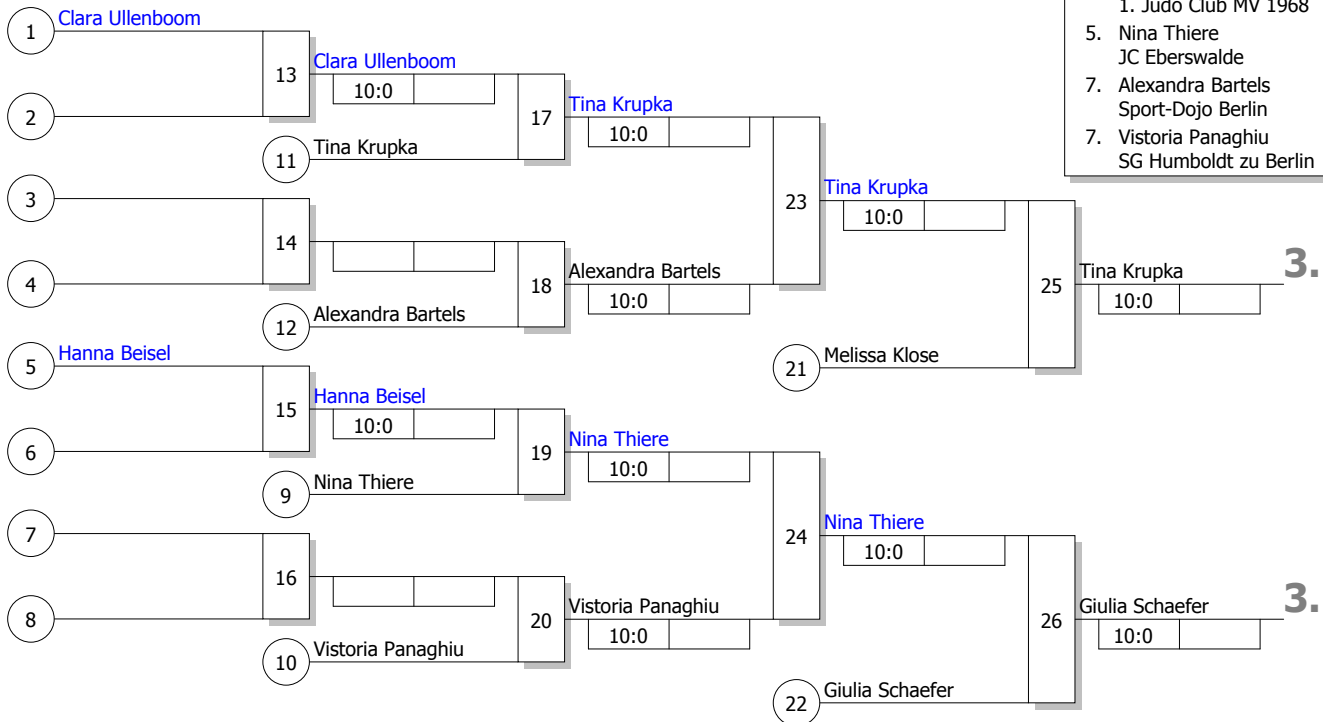 1. Judo Club MV 1968
5. Nina Thiere
JC Eberswalde
7. Alexandra Bartels
Sport-Dojo Berlin
7. Vistoria Panaghiu
SG Humboldt zu Berlin
1 Clara Ullenboom
13 Clara Ullenboom
10:0
2
17 Tina Krupka
10:0
11 Tina Krupka
3
23 Tina Krupka
10:0
14
4
18 Alexandra Bartels
10:0
12 Alexandra Bartels
25 Tina Krupka 3.
10:0
5 Hanna Beisel
21 Melissa Klose
15 Hanna Beisel
10:0
6
19 Nina Thiere
10:0
9 Nina Thiere
7
24 Nina Thiere
10:0
16
8
20 Vistoria Panaghiu
10:0
10 Vistoria Panaghiu
26 Giulia Schaefer 3.
10:0
22 Giulia Schaefer